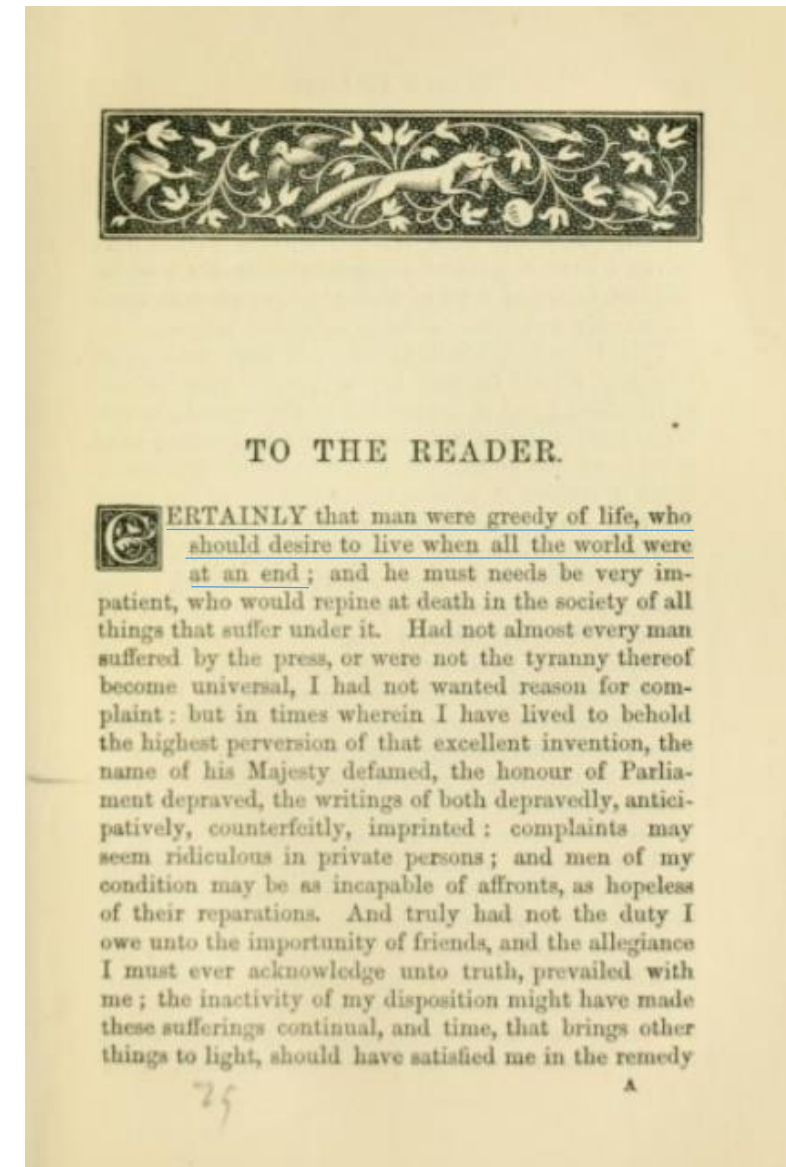 TO THE READER.
CERTAINLY that man were greedy of life, who
should desire to live when all the world were
at an end ; and he must needs be very im-
patient, who would repine at death in the society of all
things that suffer under it. Had not almost every man
suffered by the press, or were not the tyranny thereof
become universal, I had not wanted reason for com-
plaint : but in times wherein I have lived to behold
the highest perversion of that excellent invention, the
name of his Majesty defamed, the honour of Parlia-
ment depraved, the writings of both depravedly, antici-
patively, counterfeitly, imprinted : complaints may
seem ridiculous in private persons ; and men of my
condition may be as incapable of affronts, as hopeless
of their reparations. And truly had not the duty I
owe unto the importunity of friends, and the allegiance
I must ever acknowledge unto truth, prevailed with
me ; the inactivity of my disposition might have made
these sufferings continual, and time, that brings other
things to light, should have satisfied me in the remedy
A
25